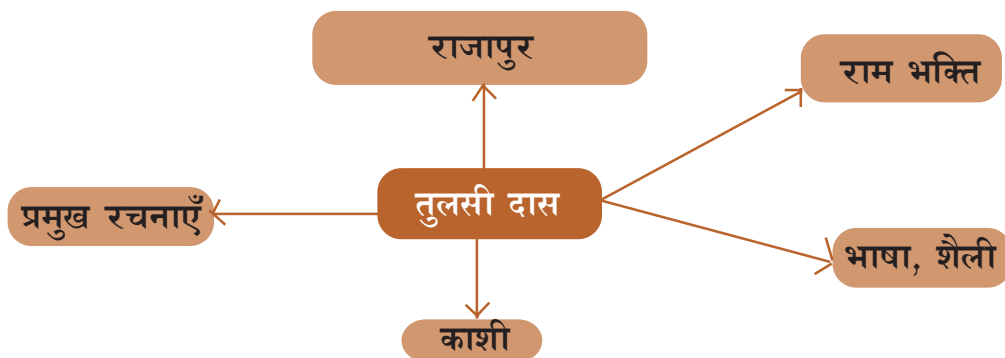 राजापुर
राम भक्ति
तुलसी दास
प्रमुख रचनाएँ
भाषा, शैली
काशी